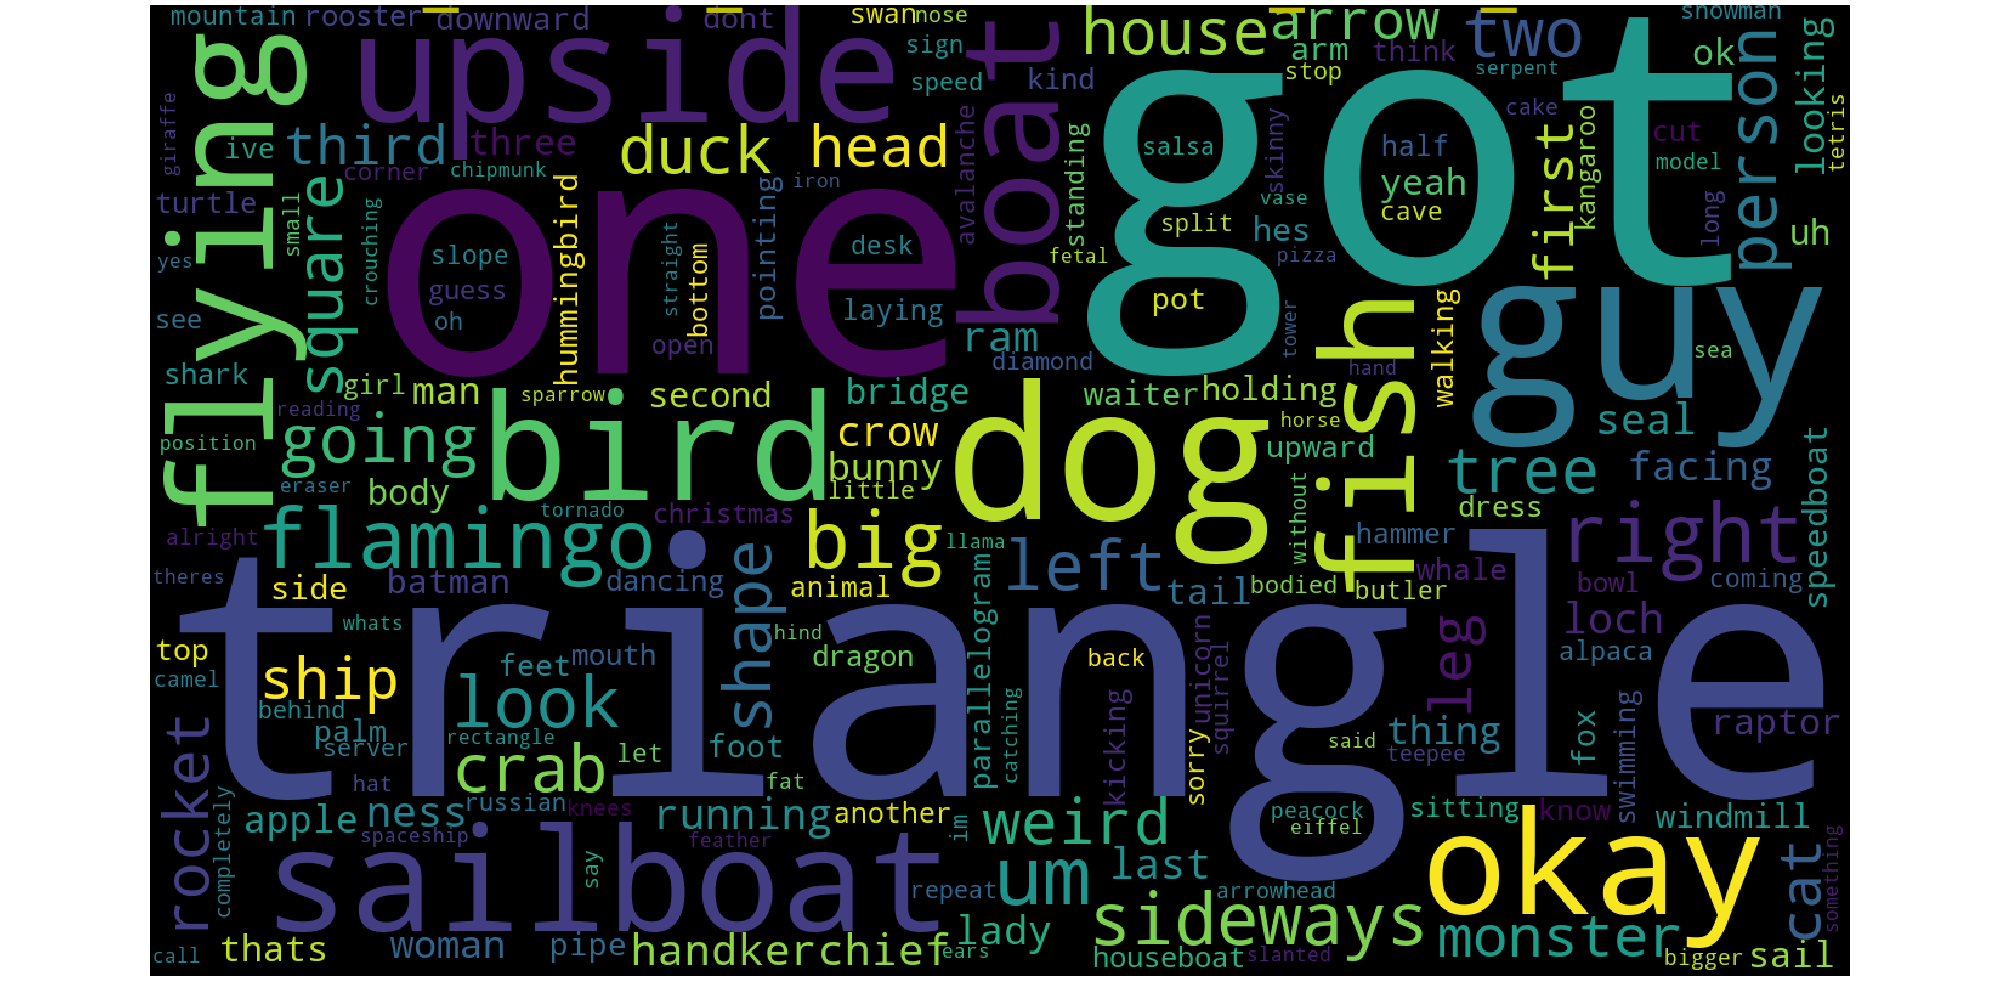 mountain rooster downward dont swan nose house arrow two snowman
upside sign arm think ok
speed kind stop serpent
flying boat got person looking
giraffe ive third three duck head avalanche standing salsa skinny half cake first kangaroo cut tetris
corner chipmunk iron yeah model
turtle small square crouching one hummingbird pointing split vase cave long uh
yes slope straight bottom desk fetal hes pizza
see guess laying pot guy sea
oh open ram diamond tower fish walking
shark girl man sparrow second bridge waiter holding hand
reading going bird crow dog horse seal
position bunny upward tree facing speedboat
eraser body little without dress
flamingo tornado christmas big llama left hammer right
alright shape parallelogram
theres side batman dancing animal tail bodied butler whale bowl coming
triangle
whats hind leg loch
top ship feet mouth dragon back unicorn squirrel alpaca
camel look
behind palm kicking fox swimming raptor
rocket server rectangle foot catching sorry said thing
crab let teepee
hat fat
completely apple ness russian knees running another im weird peacock sitting know windmill
spaceship feather eiffel something
sailboat say um last okay cat
repeat arrowhead
thats woman pipe handkerchief lady sideways monster
call ears houseboat slanted bigger sail